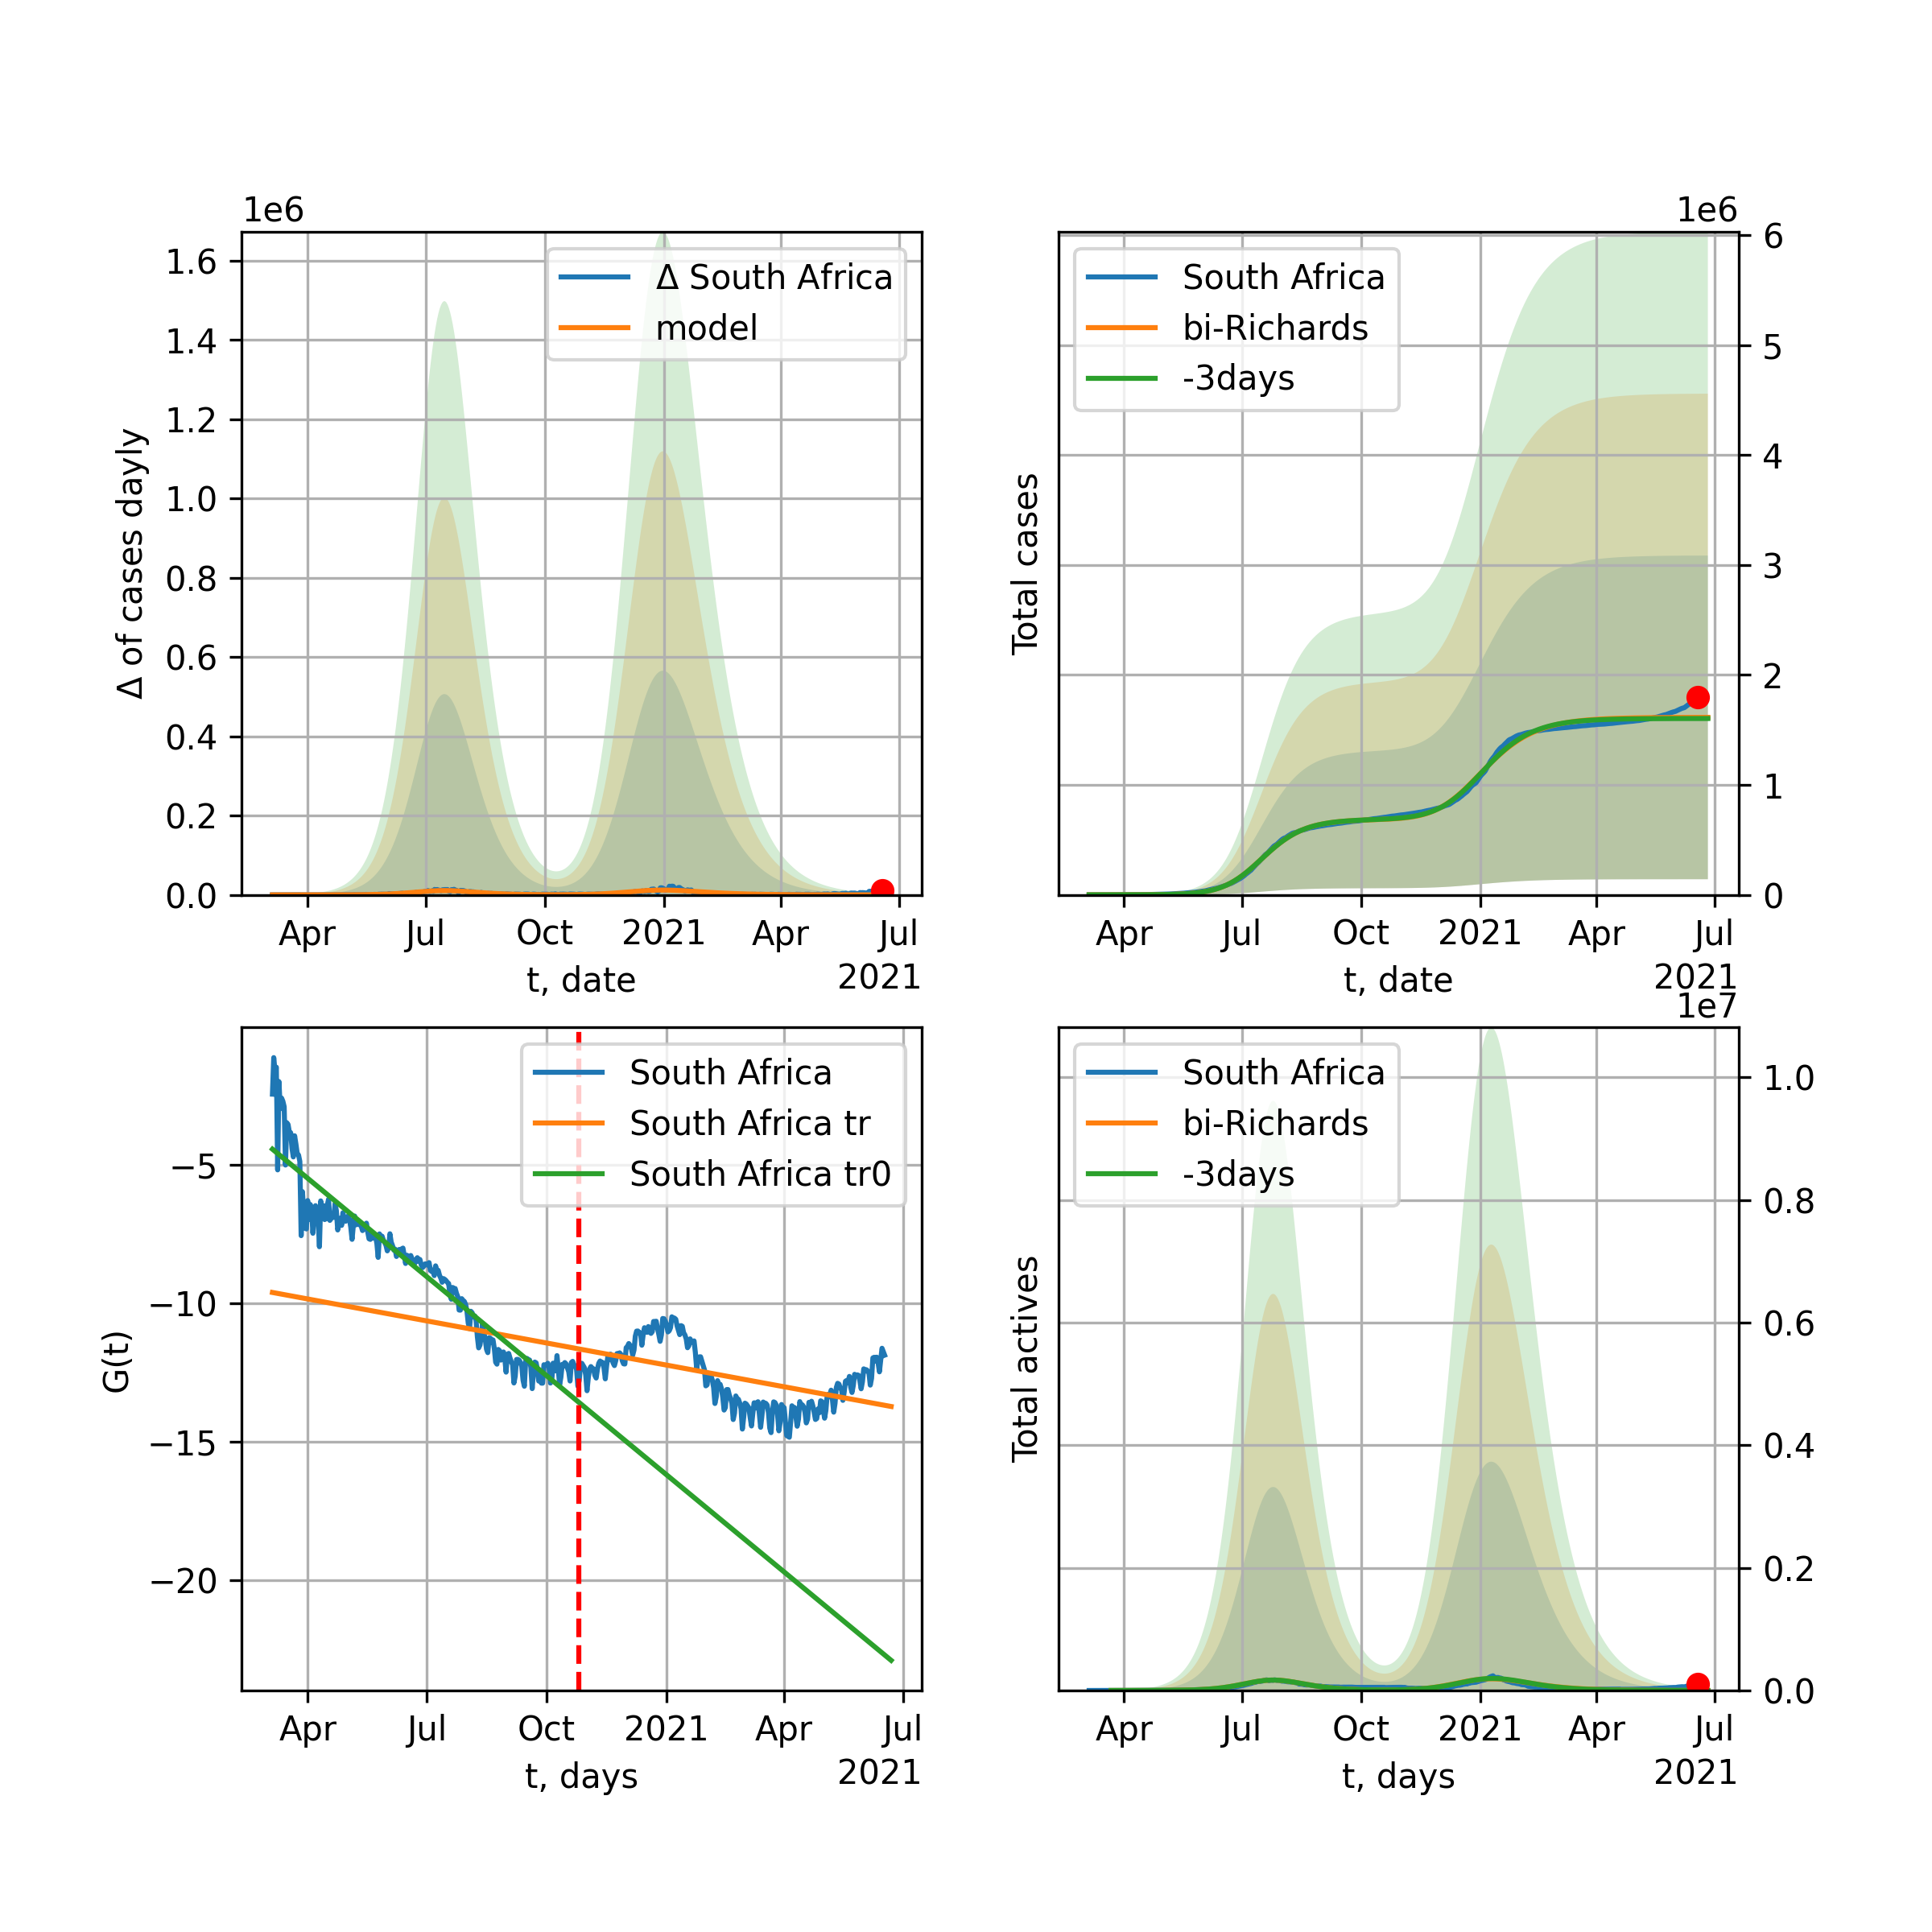 1e6
1.6
1.4
1.2
1.0
0.8
0.6
0.4
0.2
0.0
Δ of cases dayly
Δ South Africa
model
Apr Jul Oct 2021 Apr Jul
2021
t, date
1e6
6
5
4
3
2
1
0
Total cases
South Africa
bi-Richards
-3days
Apr Jul Oct 2021 Apr Jul
2021
t, date
−5
−10
−15
−20
G(t)
South Africa
South Africa tr
South Africa tr0
Apr Jul Oct 2021 Apr Jul
2021
t, days
1e7
1.0
0.8
0.6
0.4
0.2
0.0
Total actives
South Africa
bi-Richards
-3days
Apr Jul Oct 2021 Apr Jul
2021
t, days